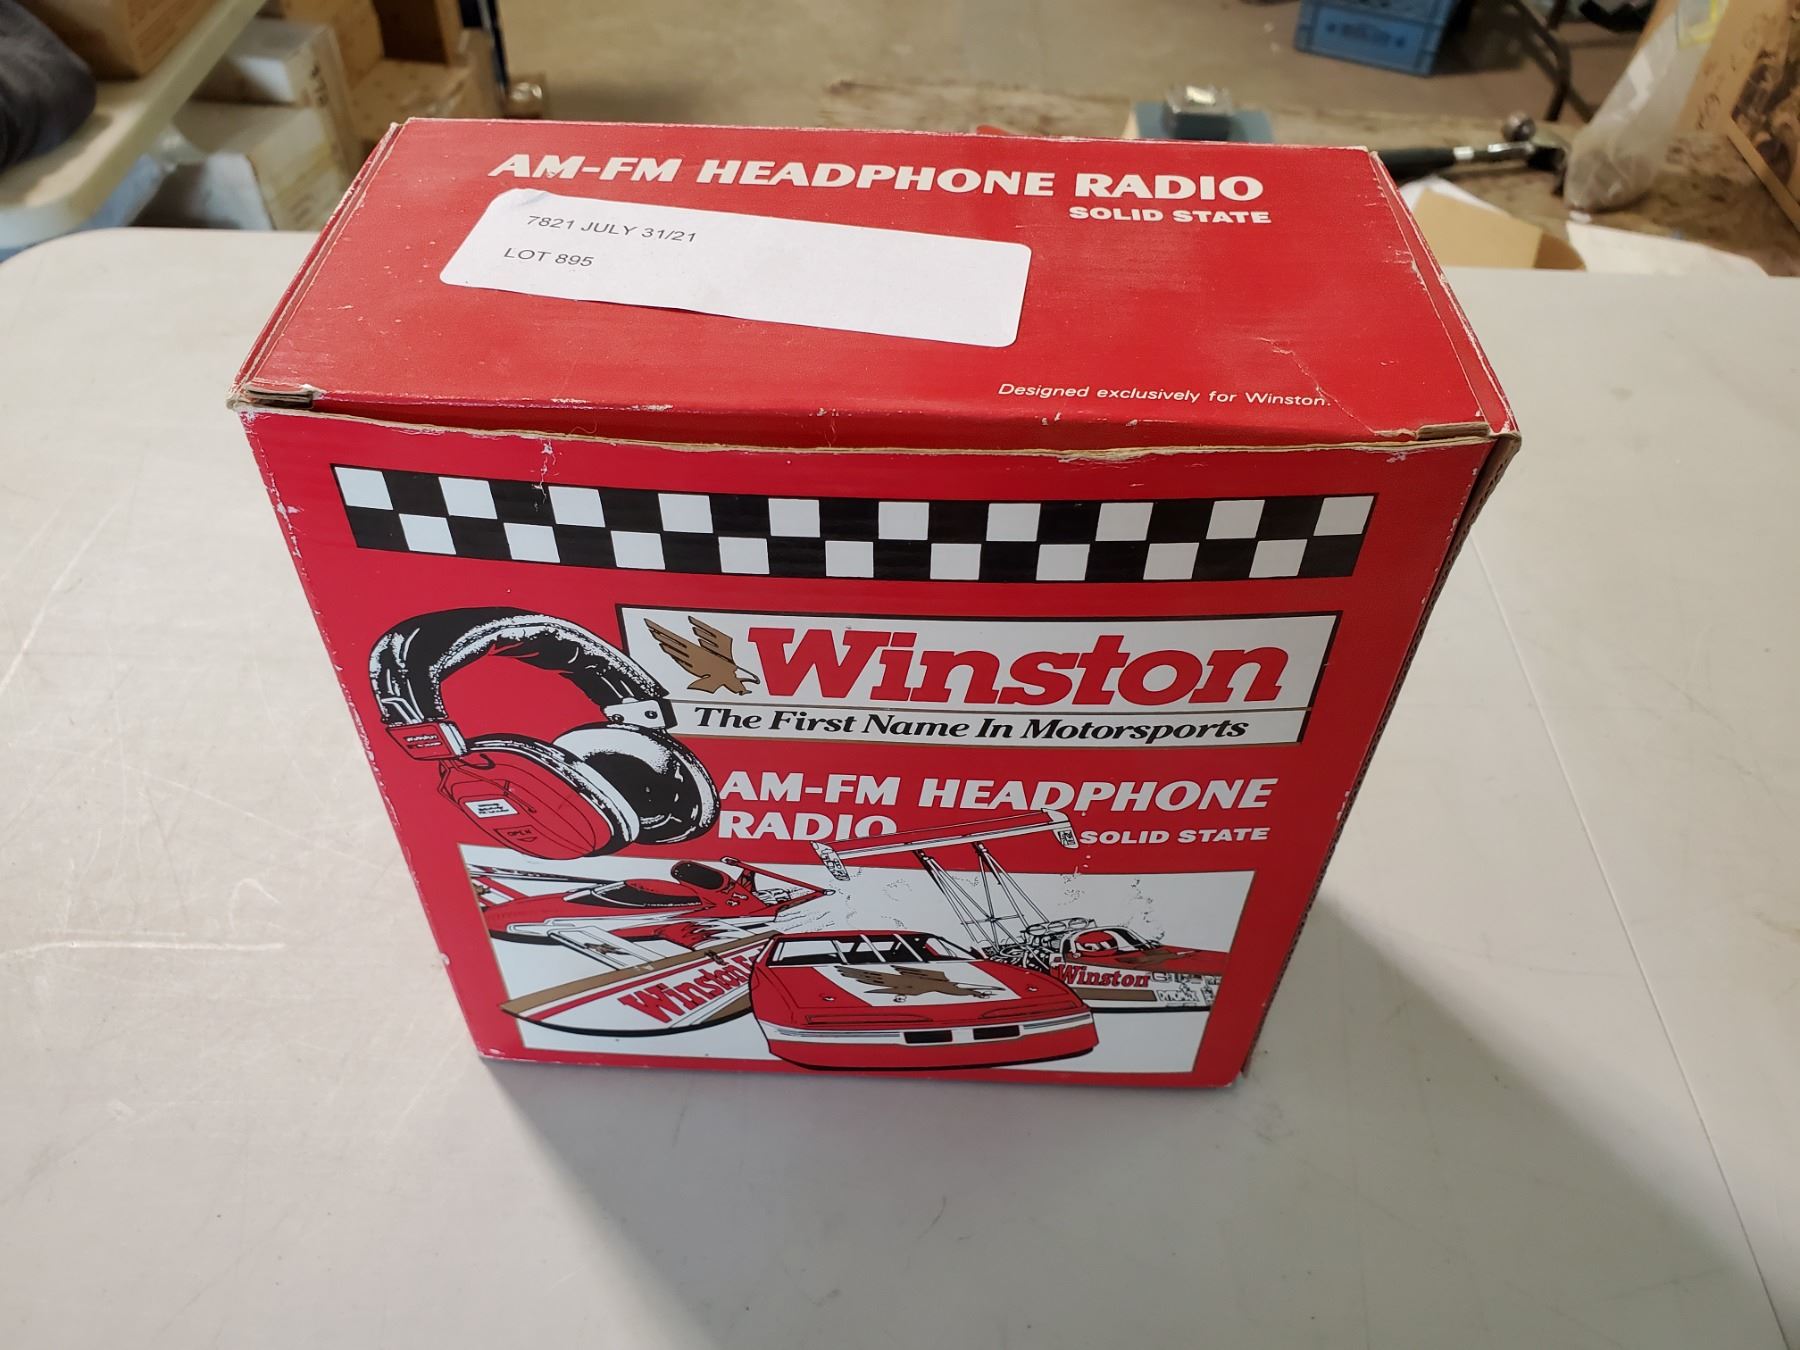 AM-FM HEADPHONE RADIO
SOLID STATE
7821 JULY 31/21
LOT 895
Designed exclusively for Winston.
Winston
The First Name In Motorsports
AM-FM HEADPHONE
RADIO
SOLID STATE
OPEN
Winston
Winston